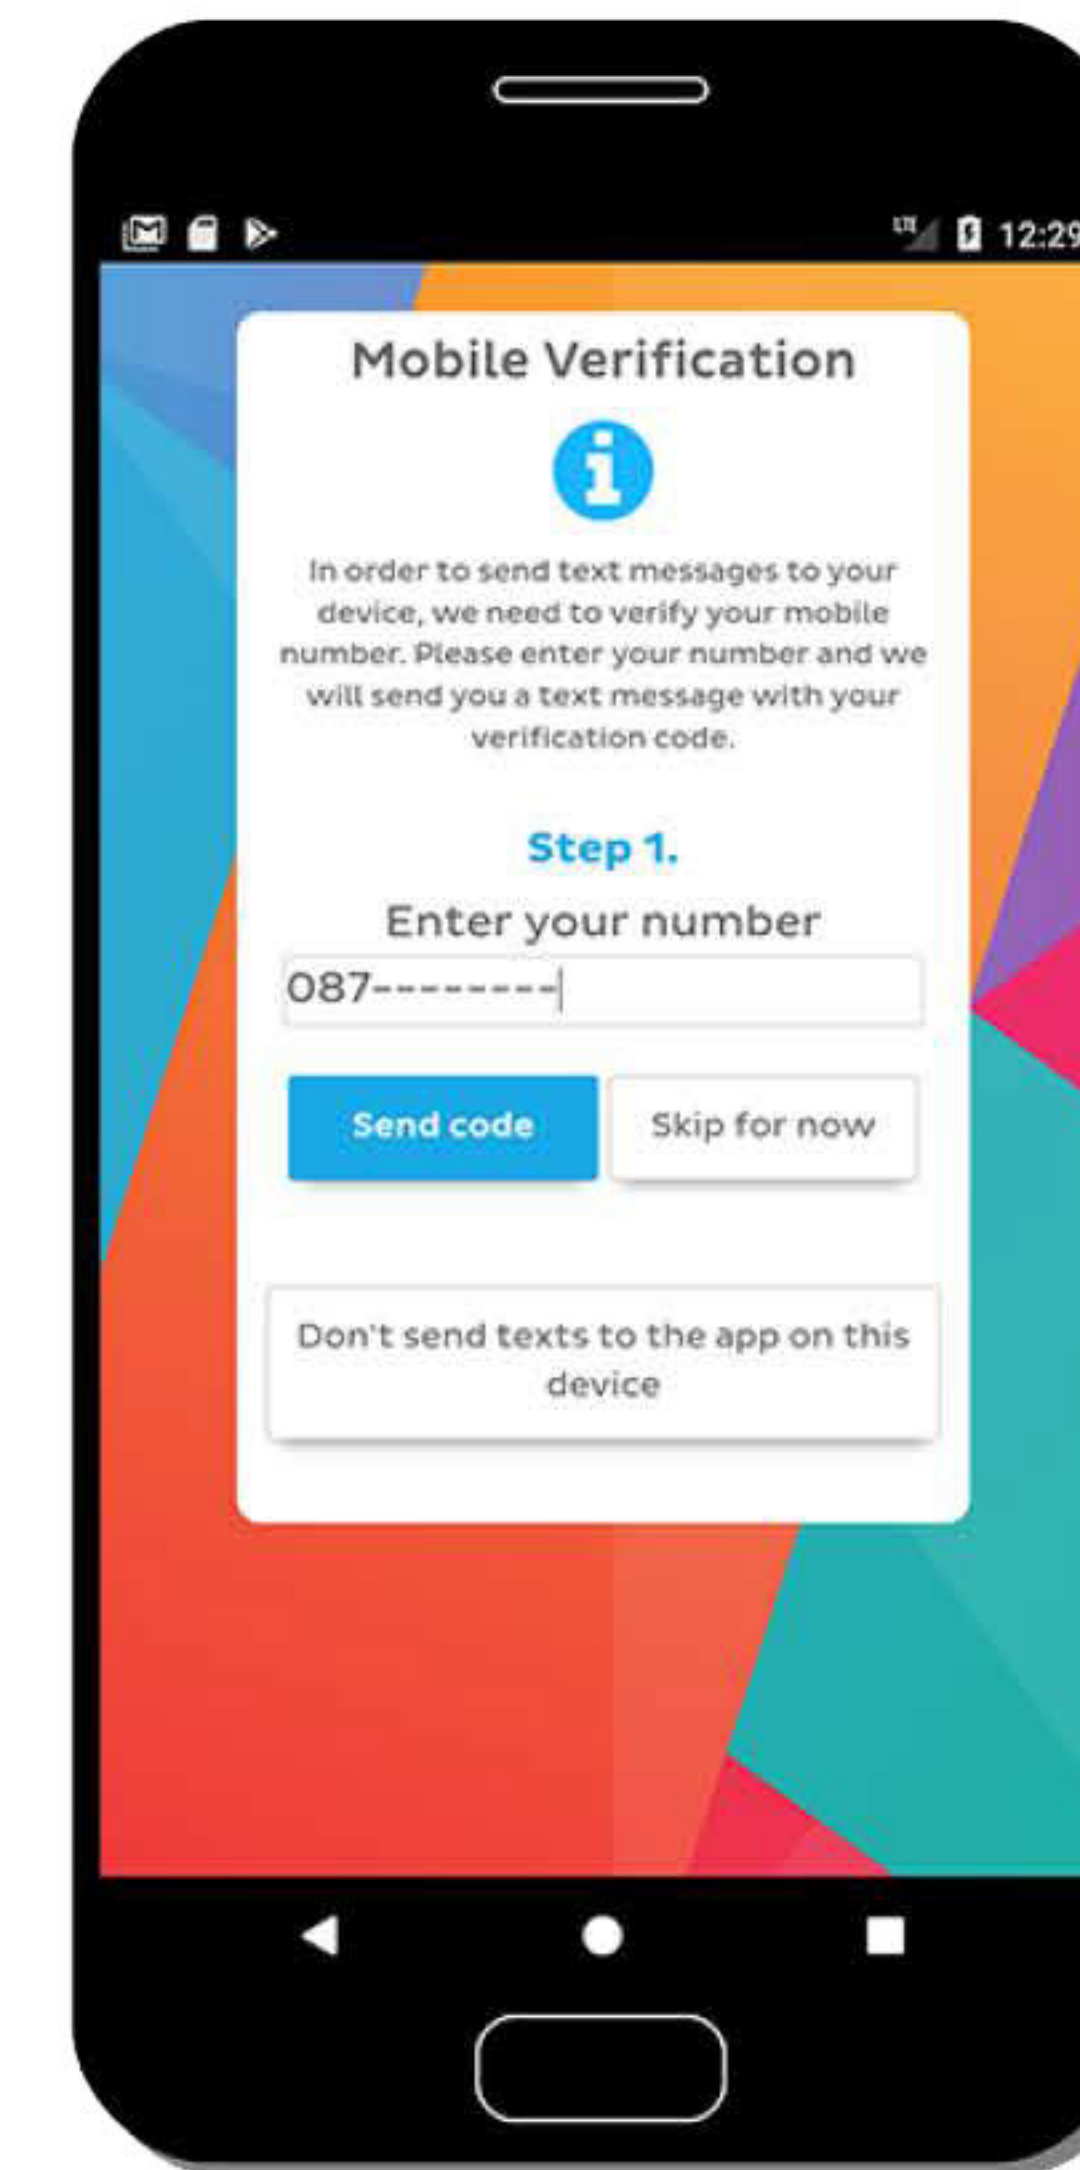 LTE 12:29
Mobile Verification
In order to send text messages to your
device, we need to verify your mobile
number. Please enter your number and we
will send you a text message with your
verification code.
Step 1.
Enter your number
087---------
Send code Skip for now
Don't send texts to the app on this
device